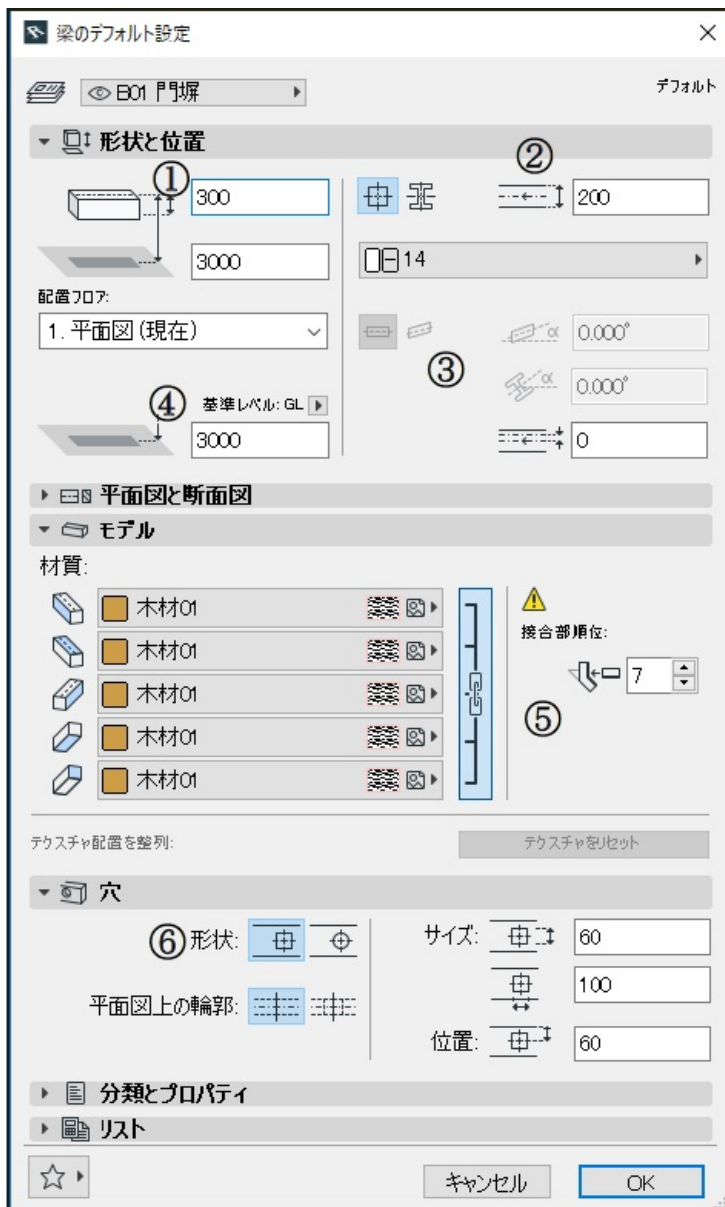 梁のデフォルト設定
B01 門塀
デフォルト
形状と位置
①
300
3000
配置フロア:
1. 平面図 (現在)
④
基準レベル: GL
3000
②
200
14
③
α
0.000°
α
0.000°
0
平面図と断面図
モデル
材質:
木材01
木材01
木材01
木材01
木材01
接合部順位:
7
⑤
テクスチャ配置を整列:
テクスチャをリセット
穴
⑥形状:
平面図上の輪郭:
サイズ:
60
100
位置:
60
分類とプロパティ
リスト
キャンセル
OK